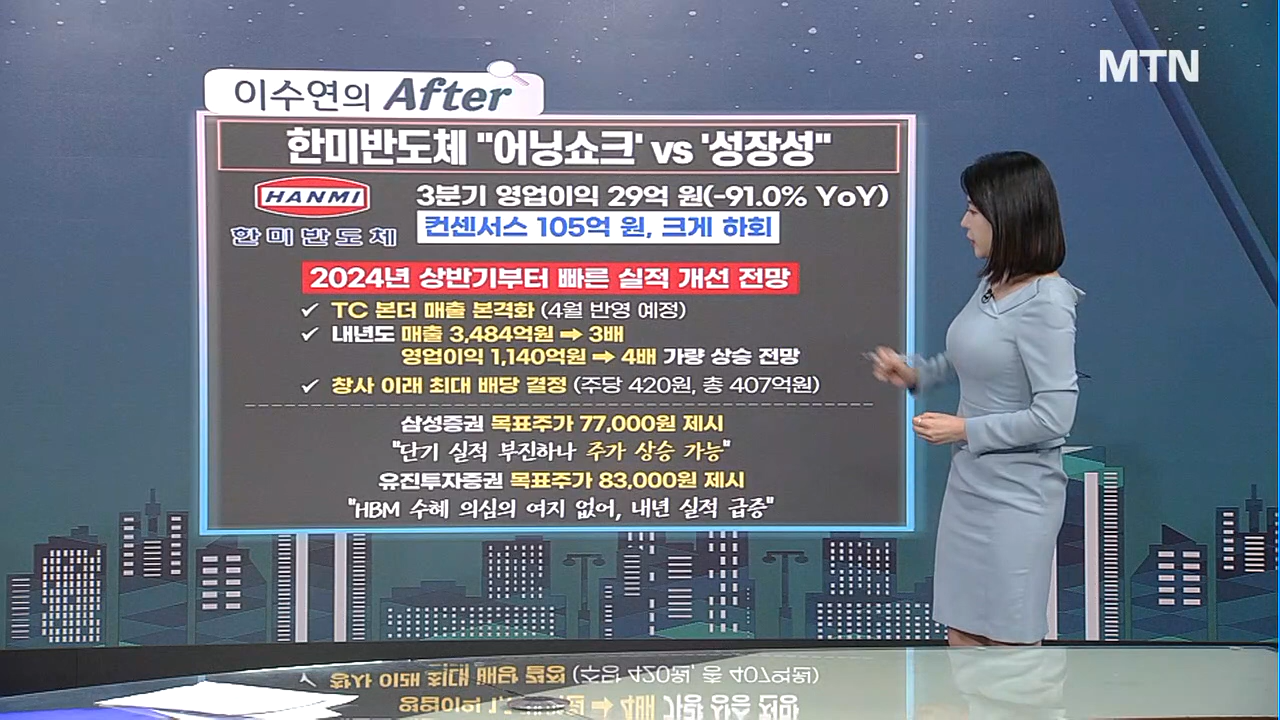 MTN
이수연의 After
한미반도체 "어닝쇼크' vs '성장성"
HANMI
한미반도체
3분기 영업이익 29억 원(-91.0% YoY)
컨센서스 105억 원, 크게 하회
2024년 상반기부터 빠른 실적 개선 전망
✓ TC 본더 매출 본격화 (4월 반영 예정)
✓ 내년도 매출 3,484억원 ➡ 3배
영업이익 1,140억원 ➡ 4배 가량 상승 전망
✓ 창사 이래 최대 배당 결정 (주당 420원, 총 407억원)
삼성증권 목표주가 77,000원 제시
"단기 실적 부진하나 주가 상승 가능"
유진투자증권 목표주가 83,000원 제시
"HBM 수혜 의심의 여지 없어, 내년 실적 급증"